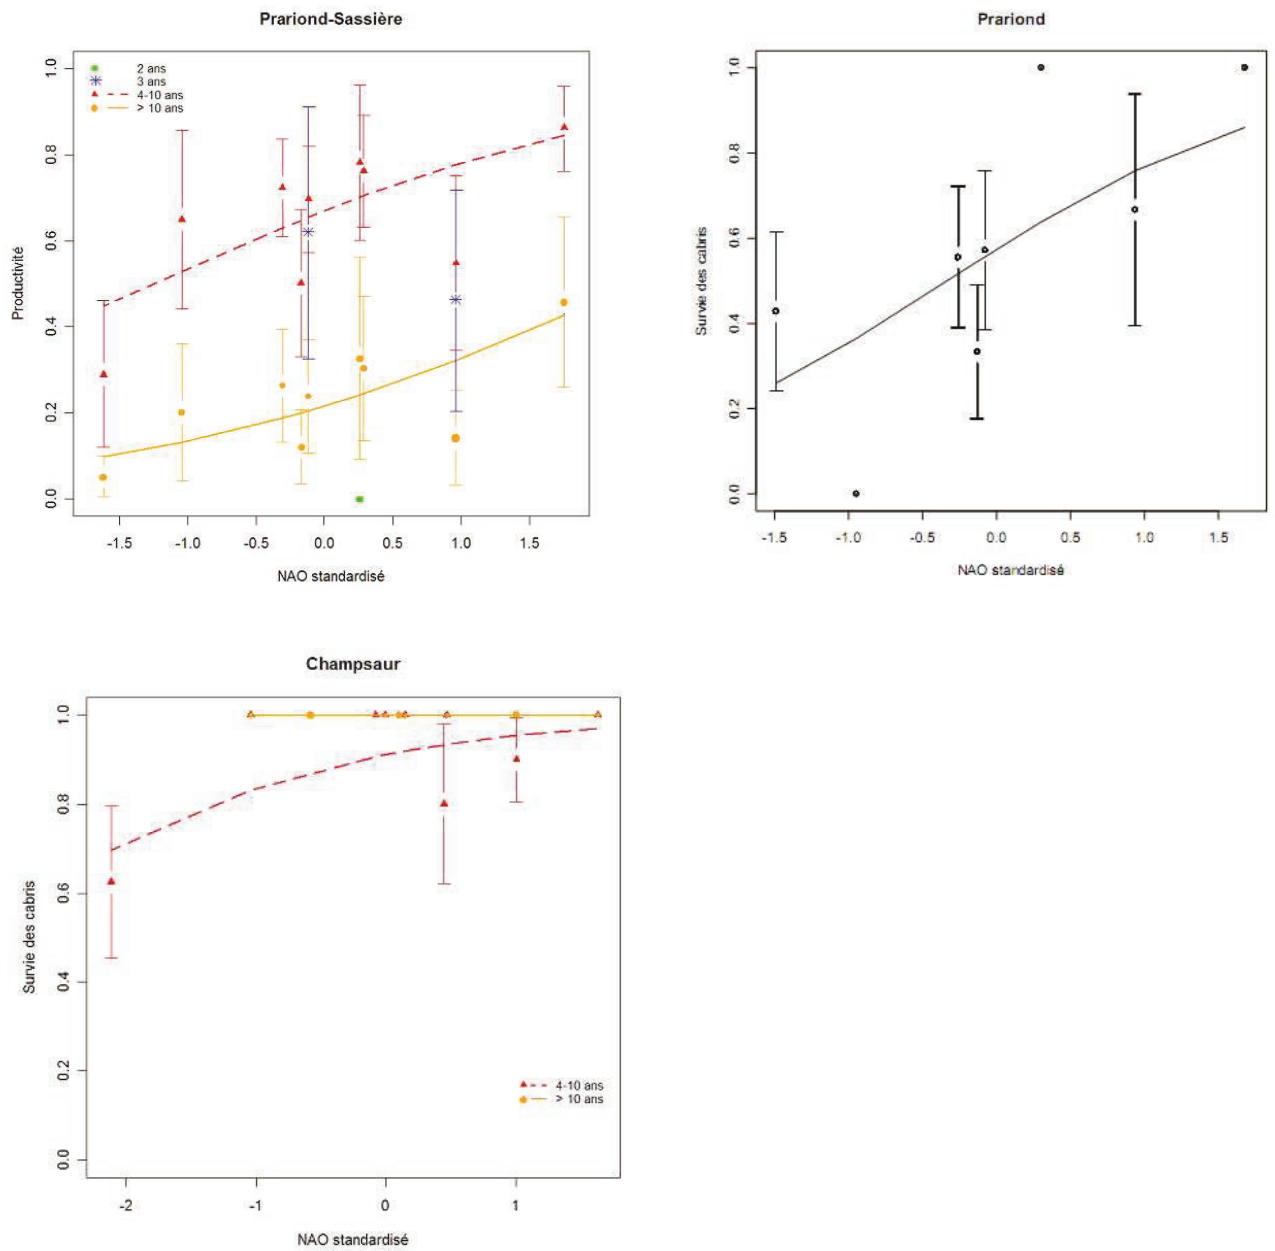 Prariond-Sassière
2 ans
3 ans
4-10 ans
> 10 ans
Productivité
1.0
0.8
0.6
0.4
0.2
0.0
-1.5 -1.0 -0.5 0.0 0.5 1.0 1.5
NAO standardisé
Prariond
Survie des cabris
1.0
0.8
0.6
0.4
0.2
0.0
-1.5 -1.0 -0.5 0.0 0.5 1.0 1.5
NAO standardisé
Champsaur
Survie des cabris
1.0
0.8
0.6
0.4
0.2
0.0
4-10 ans
> 10 ans
-2 -1 0 1
NAO standardisé